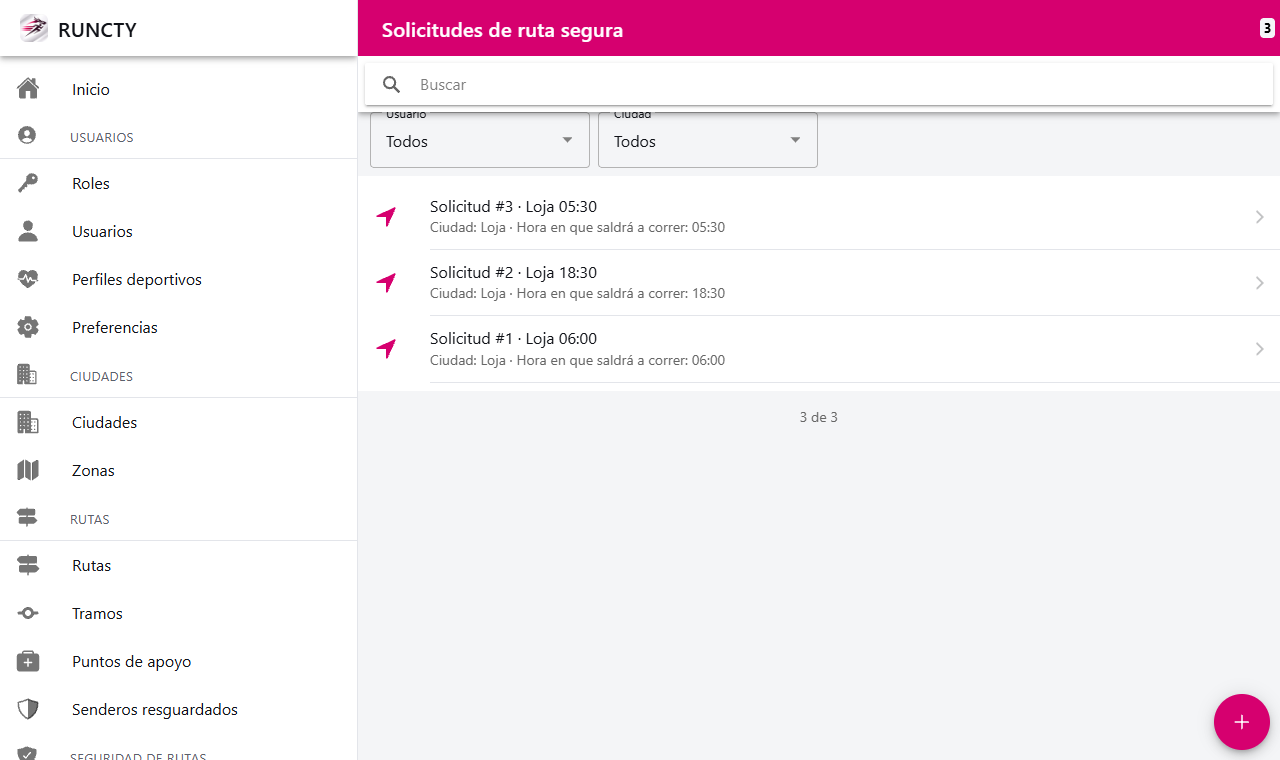 RUNCTY
Inicio
USUARIOS
Roles
Usuarios
Perfiles deportivos
Preferencias
CIUDADES
Ciudades
Zonas
RUTAS
Rutas
Tramos
Puntos de apoyo
Senderos resguardados
SEGURIDAD DE RUTAS
Solicitudes de ruta segura
3
Buscar
Usuario
Todos
Ciudad
Todos
Solicitud #3 · Loja 05:30
Ciudad: Loja · Hora en que saldrá a correr: 05:30
Solicitud #2 · Loja 18:30
Ciudad: Loja · Hora en que saldrá a correr: 18:30
Solicitud #1 · Loja 06:00
Ciudad: Loja · Hora en que saldrá a correr: 06:00
3 de 3